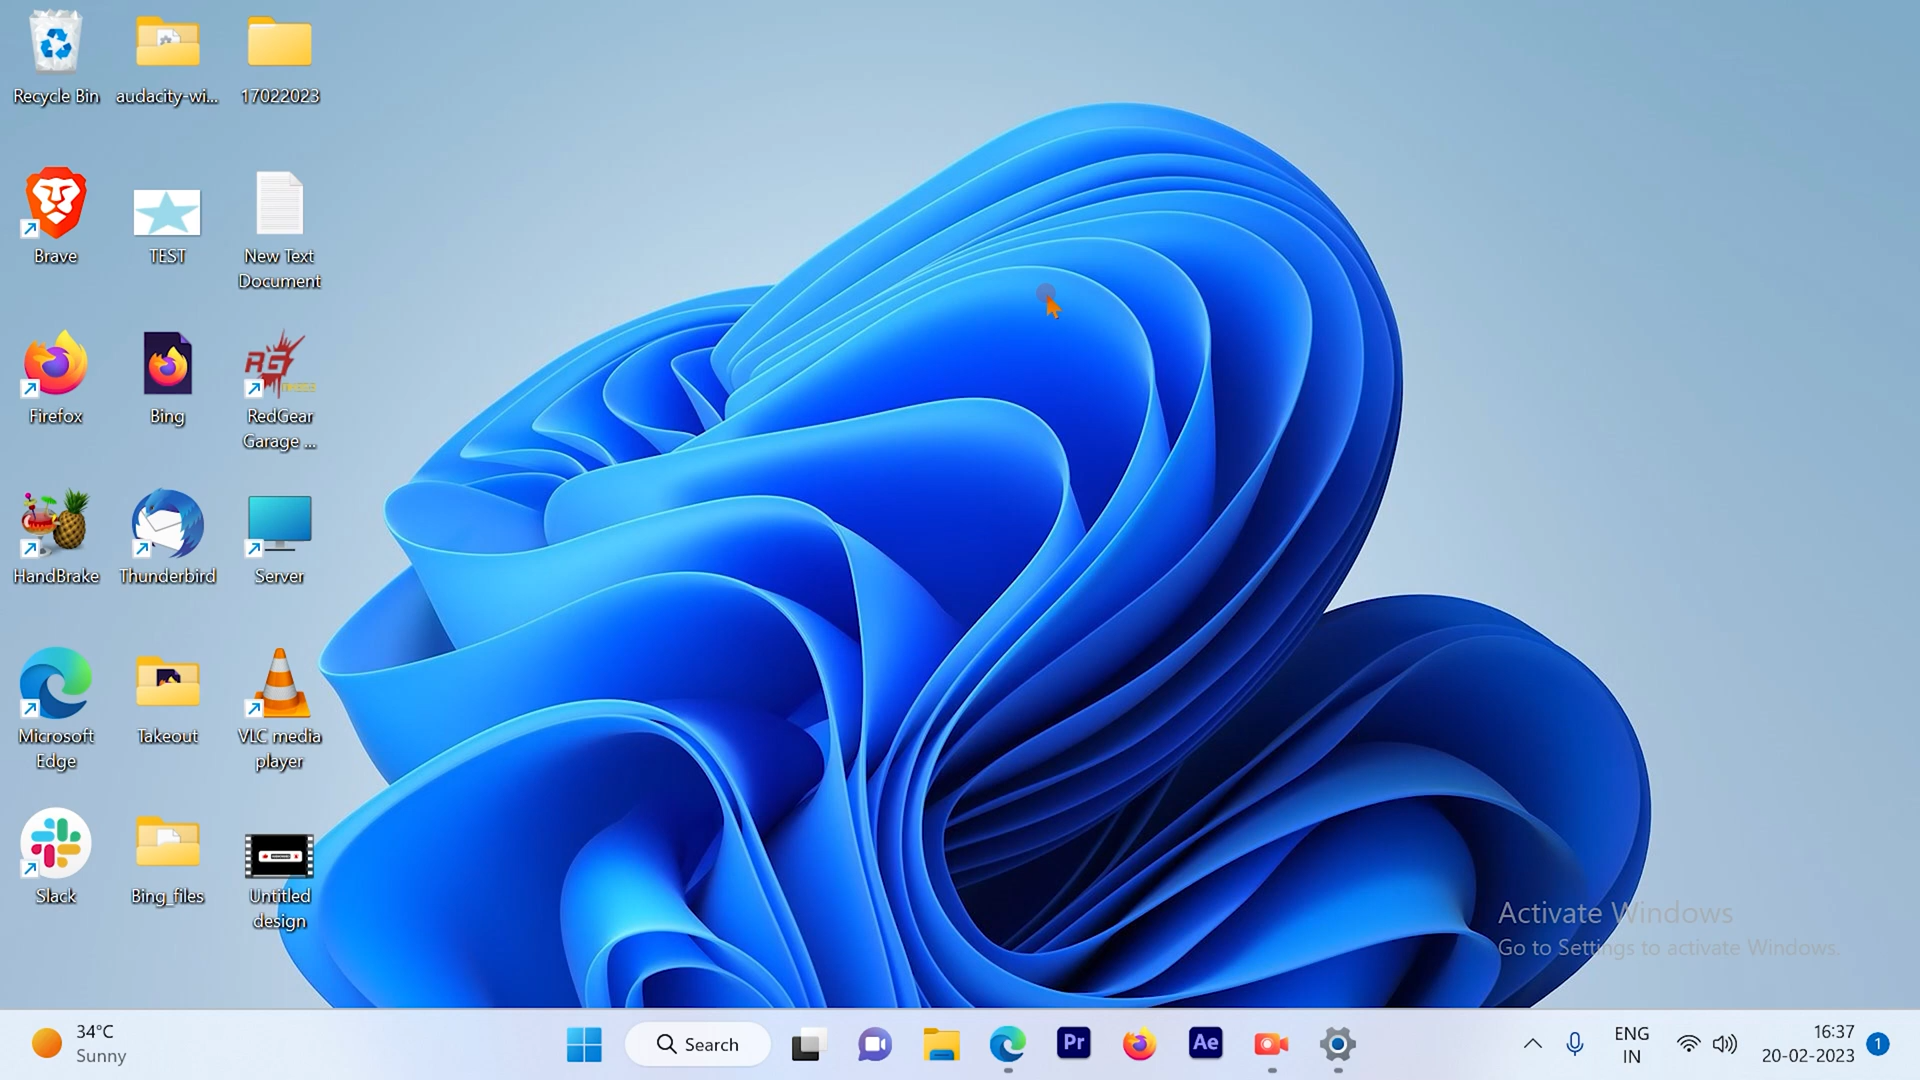 Recycle Bin
audacity-wi...
17022023
Brave
TEST
New Text
Document
Firefox
Bing
RG
RedGear
Garage ...
HandBrake
Thunderbird
Server
Microsoft
Edge
Takeout
VLC media
player
Slack
Bing_files
Untitled
design
Activate Windows
Go to Settings to activate Windows.
34°C
Sunny
Search
Pr
Ae
ENG
IN
16:37
20-02-2023
1